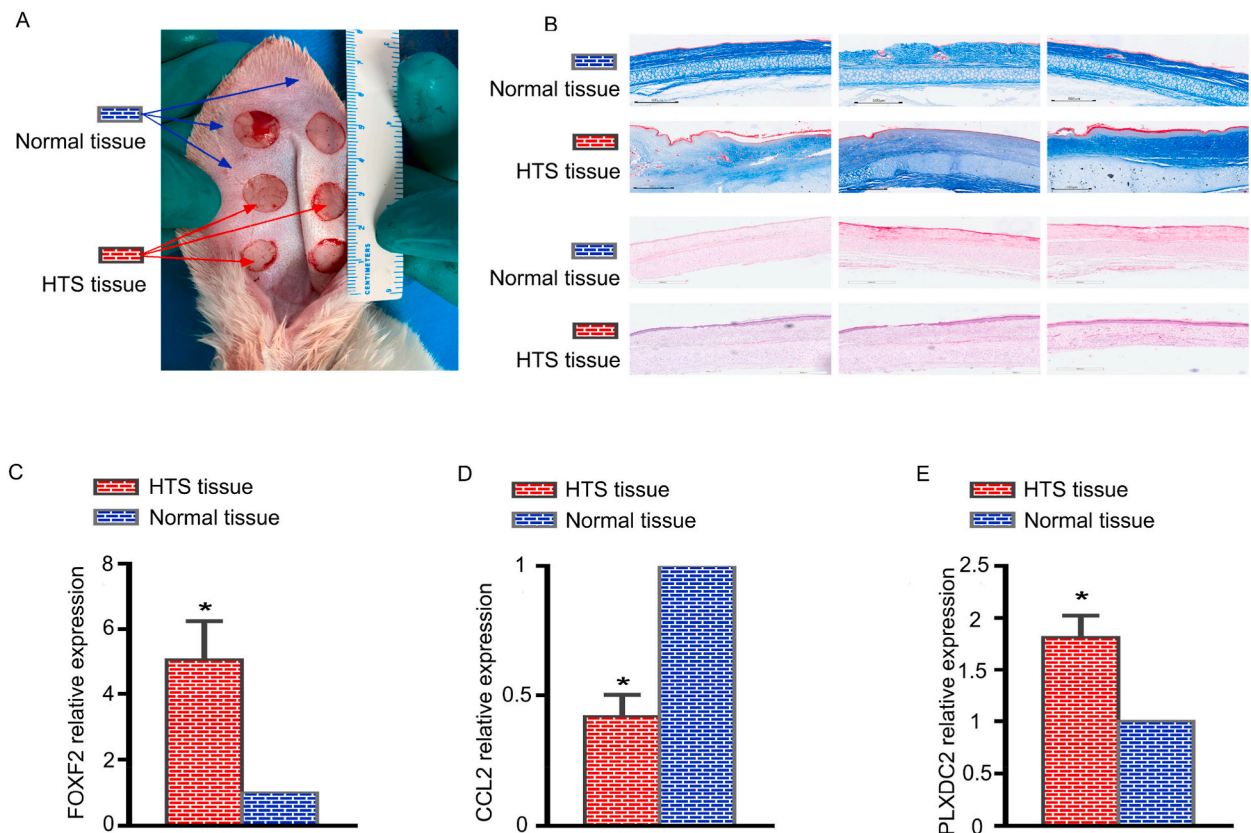 A
Normal tissue
HTS tissue
CENTIMETERS
B
Normal tissue
HTS tissue
Normal tissue
HTS tissue
C
HTS tissue
Normal tissue
FOXF2 relative expression
8
6
4
2
0
*
D
HTS tissue
Normal tissue
CCL2 relative expression
1
0.5
0
*
E
HTS tissue
Normal tissue
PLXDC2 relative expression
2.5
2
1.5
1
0.5
0
*